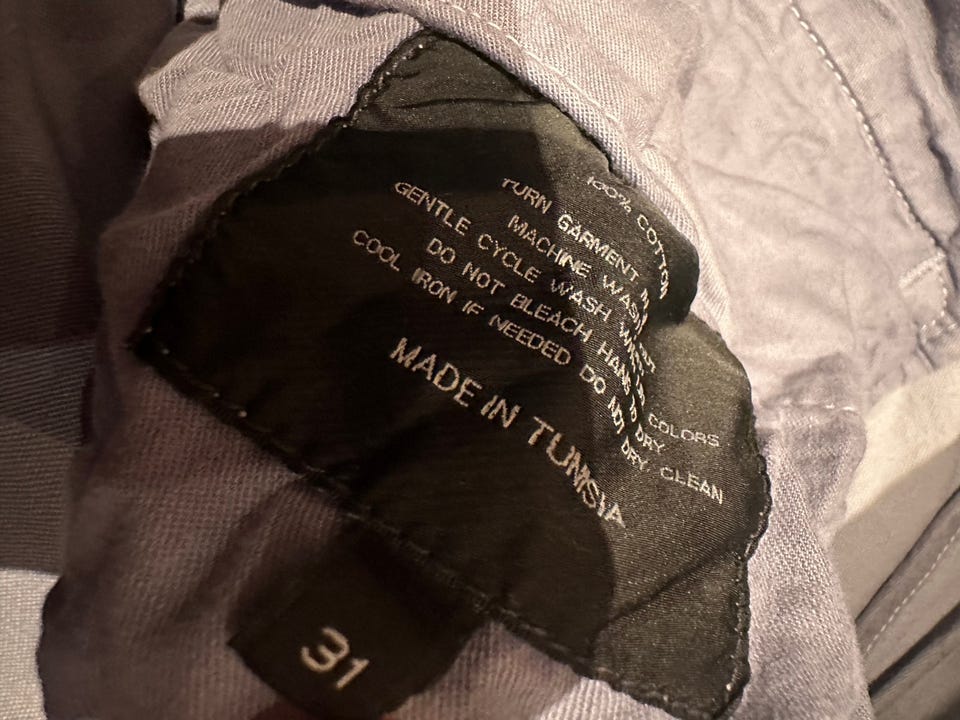 100% COTTON
TURN GARMENT
MACHINE WASH
GENTLE CYCLE WASH COLORS
DO NOT BLEACH HANG DRY
COOL IRON IF NEEDED DO NOT DRY CLEAN
MADE IN TUNISIA
31